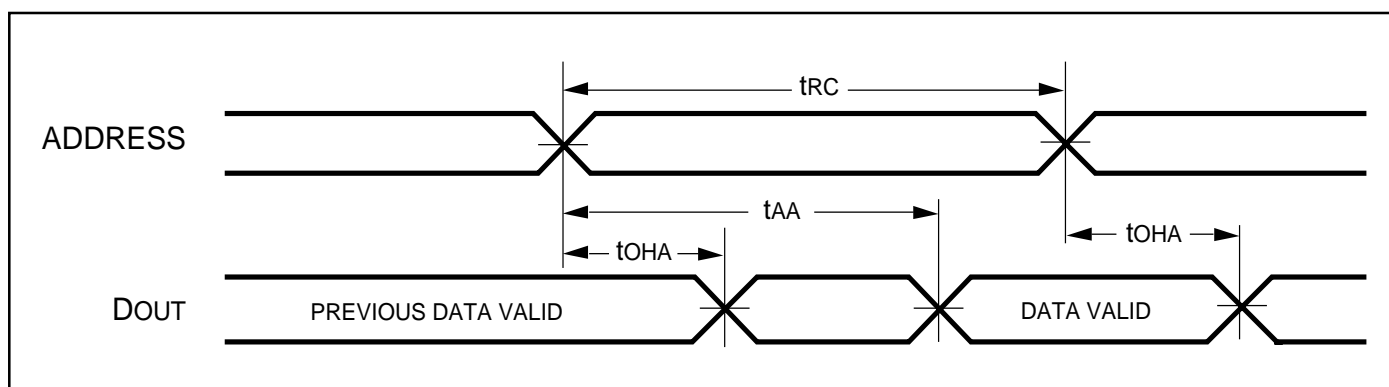 tRC
ADDRESS
tAA
tOHA
tOHA
DOUT
PREVIOUS DATA VALID
DATA VALID